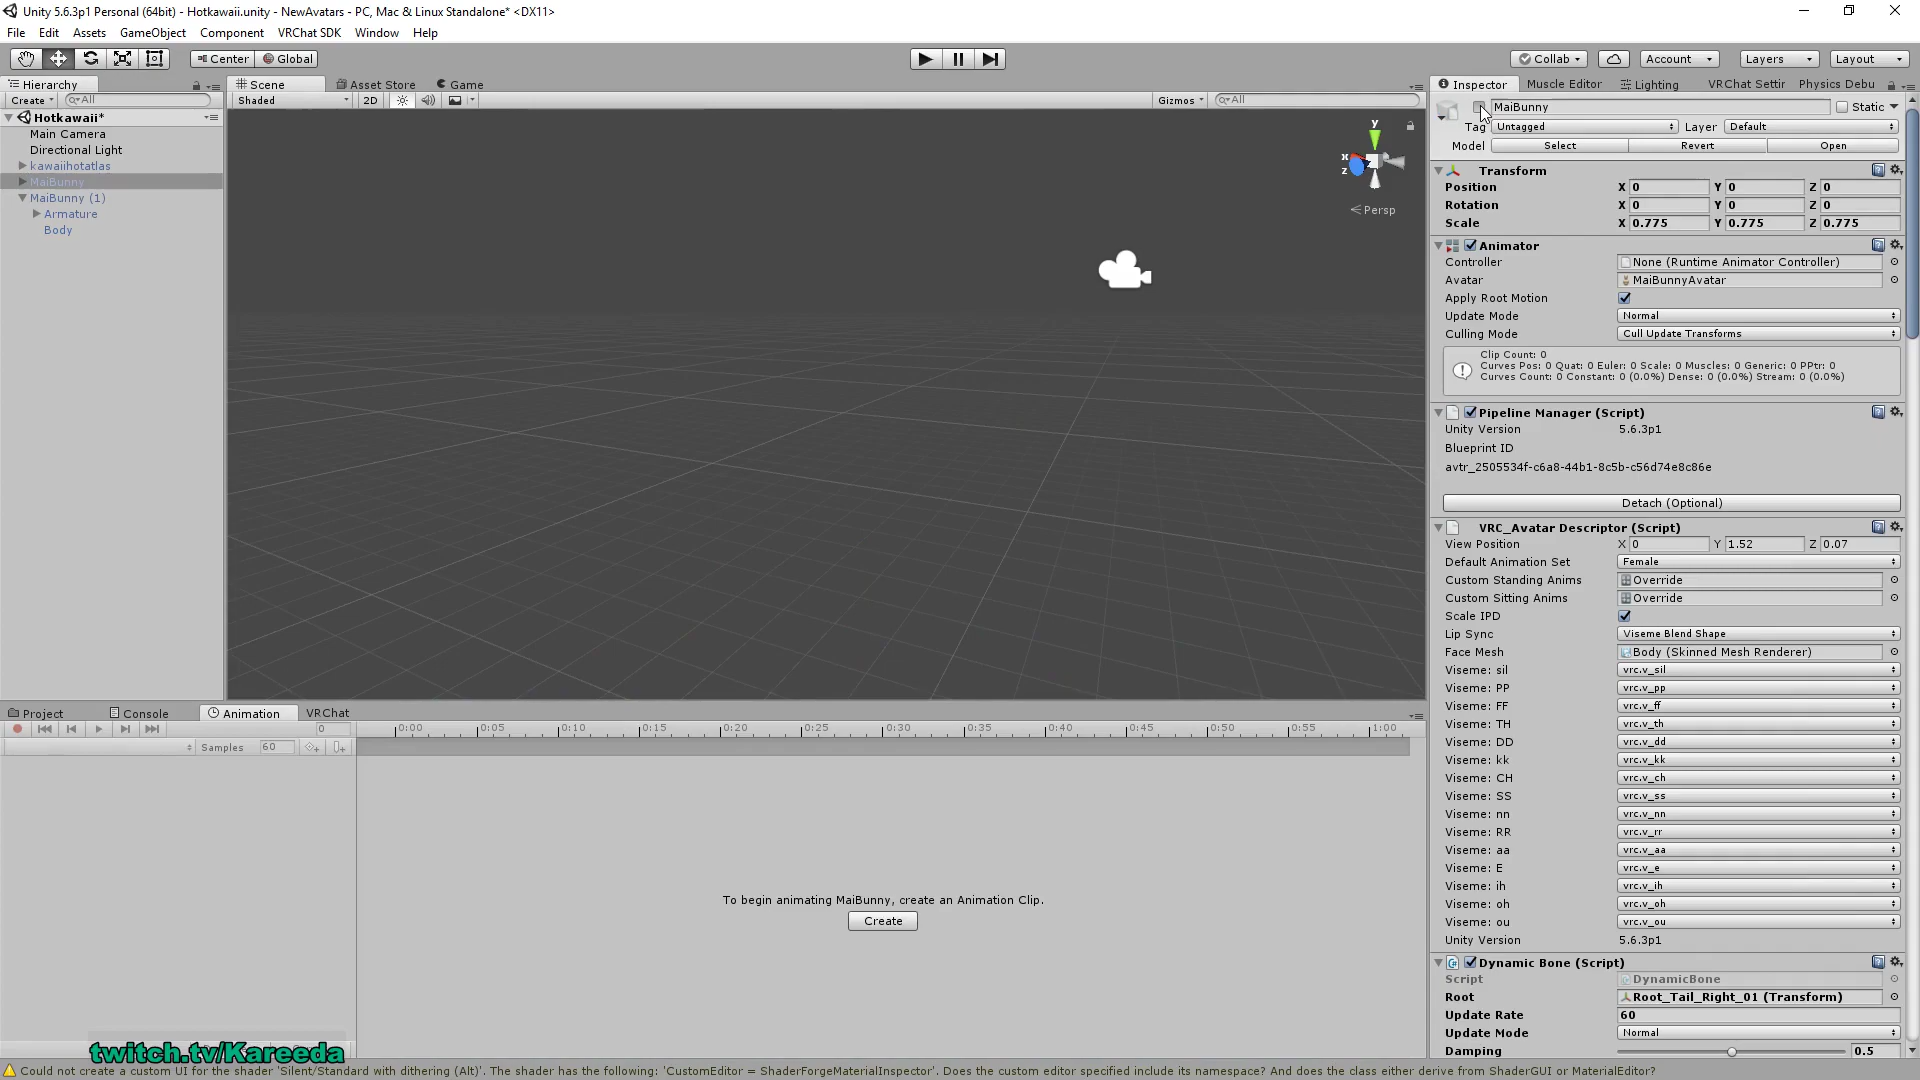 Unity 5.6.3p1 Personal (64bit) - Hotkawaii.unity - NewAvatars - PC, Mac & Linux Standalone* <DX11>
File Edit Assets GameObject Component VRChat SDK Window Help
Center Global Collab Account Layers Layout
Hierarchy Scene Asset Store Game Inspector Muscle Editor Lighting VRChat Settir Physics Debu
Create All Shaded 2D Gizmos All
Hotkawaii*
Main Camera
Directional Light
kawaiihotatlas
MaiBunny
MaiBunny (1)
Armature
Body
y
x
z
Persp
MaiBunny Static
Tag Untagged Layer Default
Model Select Revert Open
Transform
Position X 0 Y 0 Z 0
Rotation X 0 Y 0 Z 0
Scale X 0.775 Y 0.775 Z 0.775
Animator
Controller None (Runtime Animator Controller)
Avatar MaiBunnyAvatar
Apply Root Motion
Update Mode Normal
Culling Mode Cull Update Transforms
Clip Count: 0
Curves Pos: 0 Quat: 0 Euler: 0 Scale: 0 Muscles: 0 Generic: 0 PPtr: 0
Curves Count: 0 Constant: 0 (0.0%) Dense: 0 (0.0%) Stream: 0 (0.0%)
Pipeline Manager (Script)
Unity Version 5.6.3p1
Blueprint ID
avtr_2505534f-c6a8-44b1-8c5b-c56d74e8c86e
Detach (Optional)
VRC_Avatar Descriptor (Script)
View Position X 0 Y 1.52 Z 0.07
Default Animation Set Female
Custom Standing Anims Override
Custom Sitting Anims Override
Scale IPD
Lip Sync Viseme Blend Shape
Face Mesh Body (Skinned Mesh Renderer)
Viseme: sil vrc.v_sil
Viseme: PP vrc.v_pp
Viseme: FF vrc.v_ff
Viseme: TH vrc.v_th
Viseme: DD vrc.v_dd
Viseme: kk vrc.v_kk
Viseme: CH vrc.v_ch
Viseme: SS vrc.v_ss
Viseme: nn vrc.v_nn
Viseme: RR vrc.v_rr
Viseme: aa vrc.v_aa
Viseme: E vrc.v_e
Viseme: ih vrc.v_ih
Viseme: oh vrc.v_oh
Viseme: ou vrc.v_ou
Unity Version 5.6.3p1
Dynamic Bone (Script)
Script DynamicBone
Root Root_Tail_Right_01 (Transform)
Update Rate 60
Update Mode Normal
Damping 0.5
Project Console Animation VRChat
0 0:00 0:05 0:10 0:15 0:20 0:25 0:30 0:35 0:40 0:45 0:50 0:55 1:00
Samples 60
To begin animating MaiBunny, create an Animation Clip.
Create
twitch.tv/Kareeda
Could not create a custom UI for the shader 'Silent/Standard with dithering (Alt)'. The shader has the following: 'CustomEditor = ShaderForgeMaterialInspector'. Does the custom editor specified include its namespace? And does the class either derive from ShaderGUI or MaterialEditor?